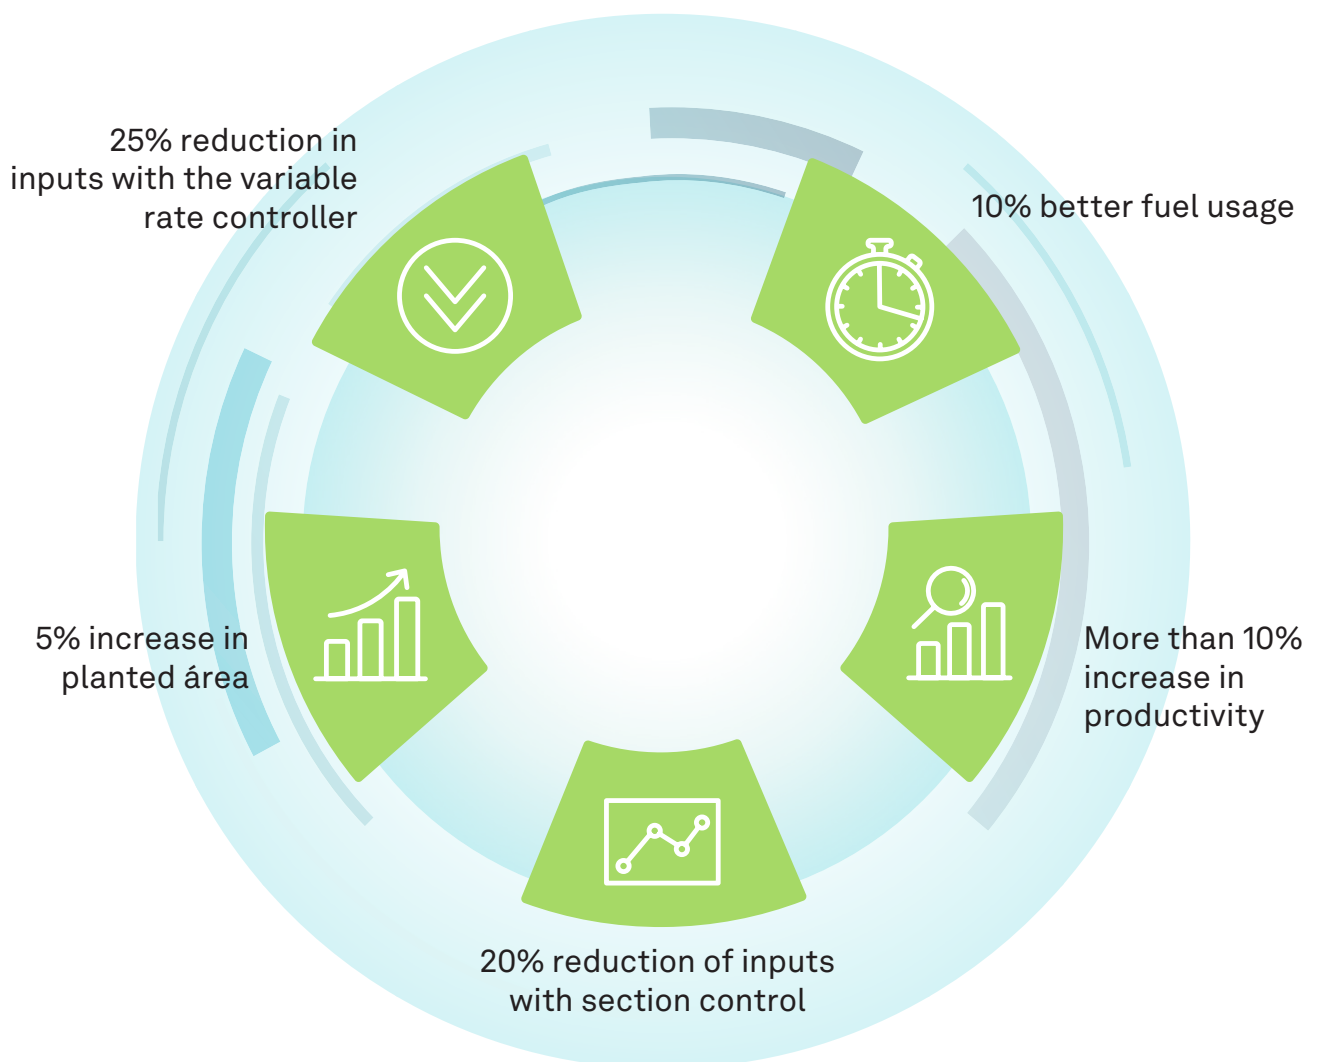 25% reduction in
inputs with the variable
rate controller
10% better fuel usage
5% increase in
planted área
More than 10%
increase in
productivity
20% reduction of inputs
with section control